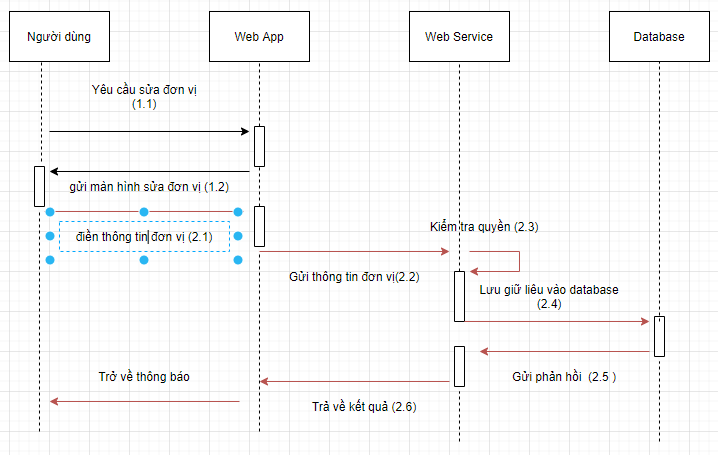 Người dùng
Web App
Web Service
Database
Yêu cầu sửa đơn vị
(1.1)
gửi màn hình sửa đơn vị (1.2)
điền thông tin đơn vị (2.1)
Kiểm tra quyền (2.3)
Gửi thông tin đơn vị(2.2)
Lưu giữ liêu vào database
(2.4)
Trở về thông báo
Gửi phản hồi (2.5 )
Trả về kết quả (2.6)